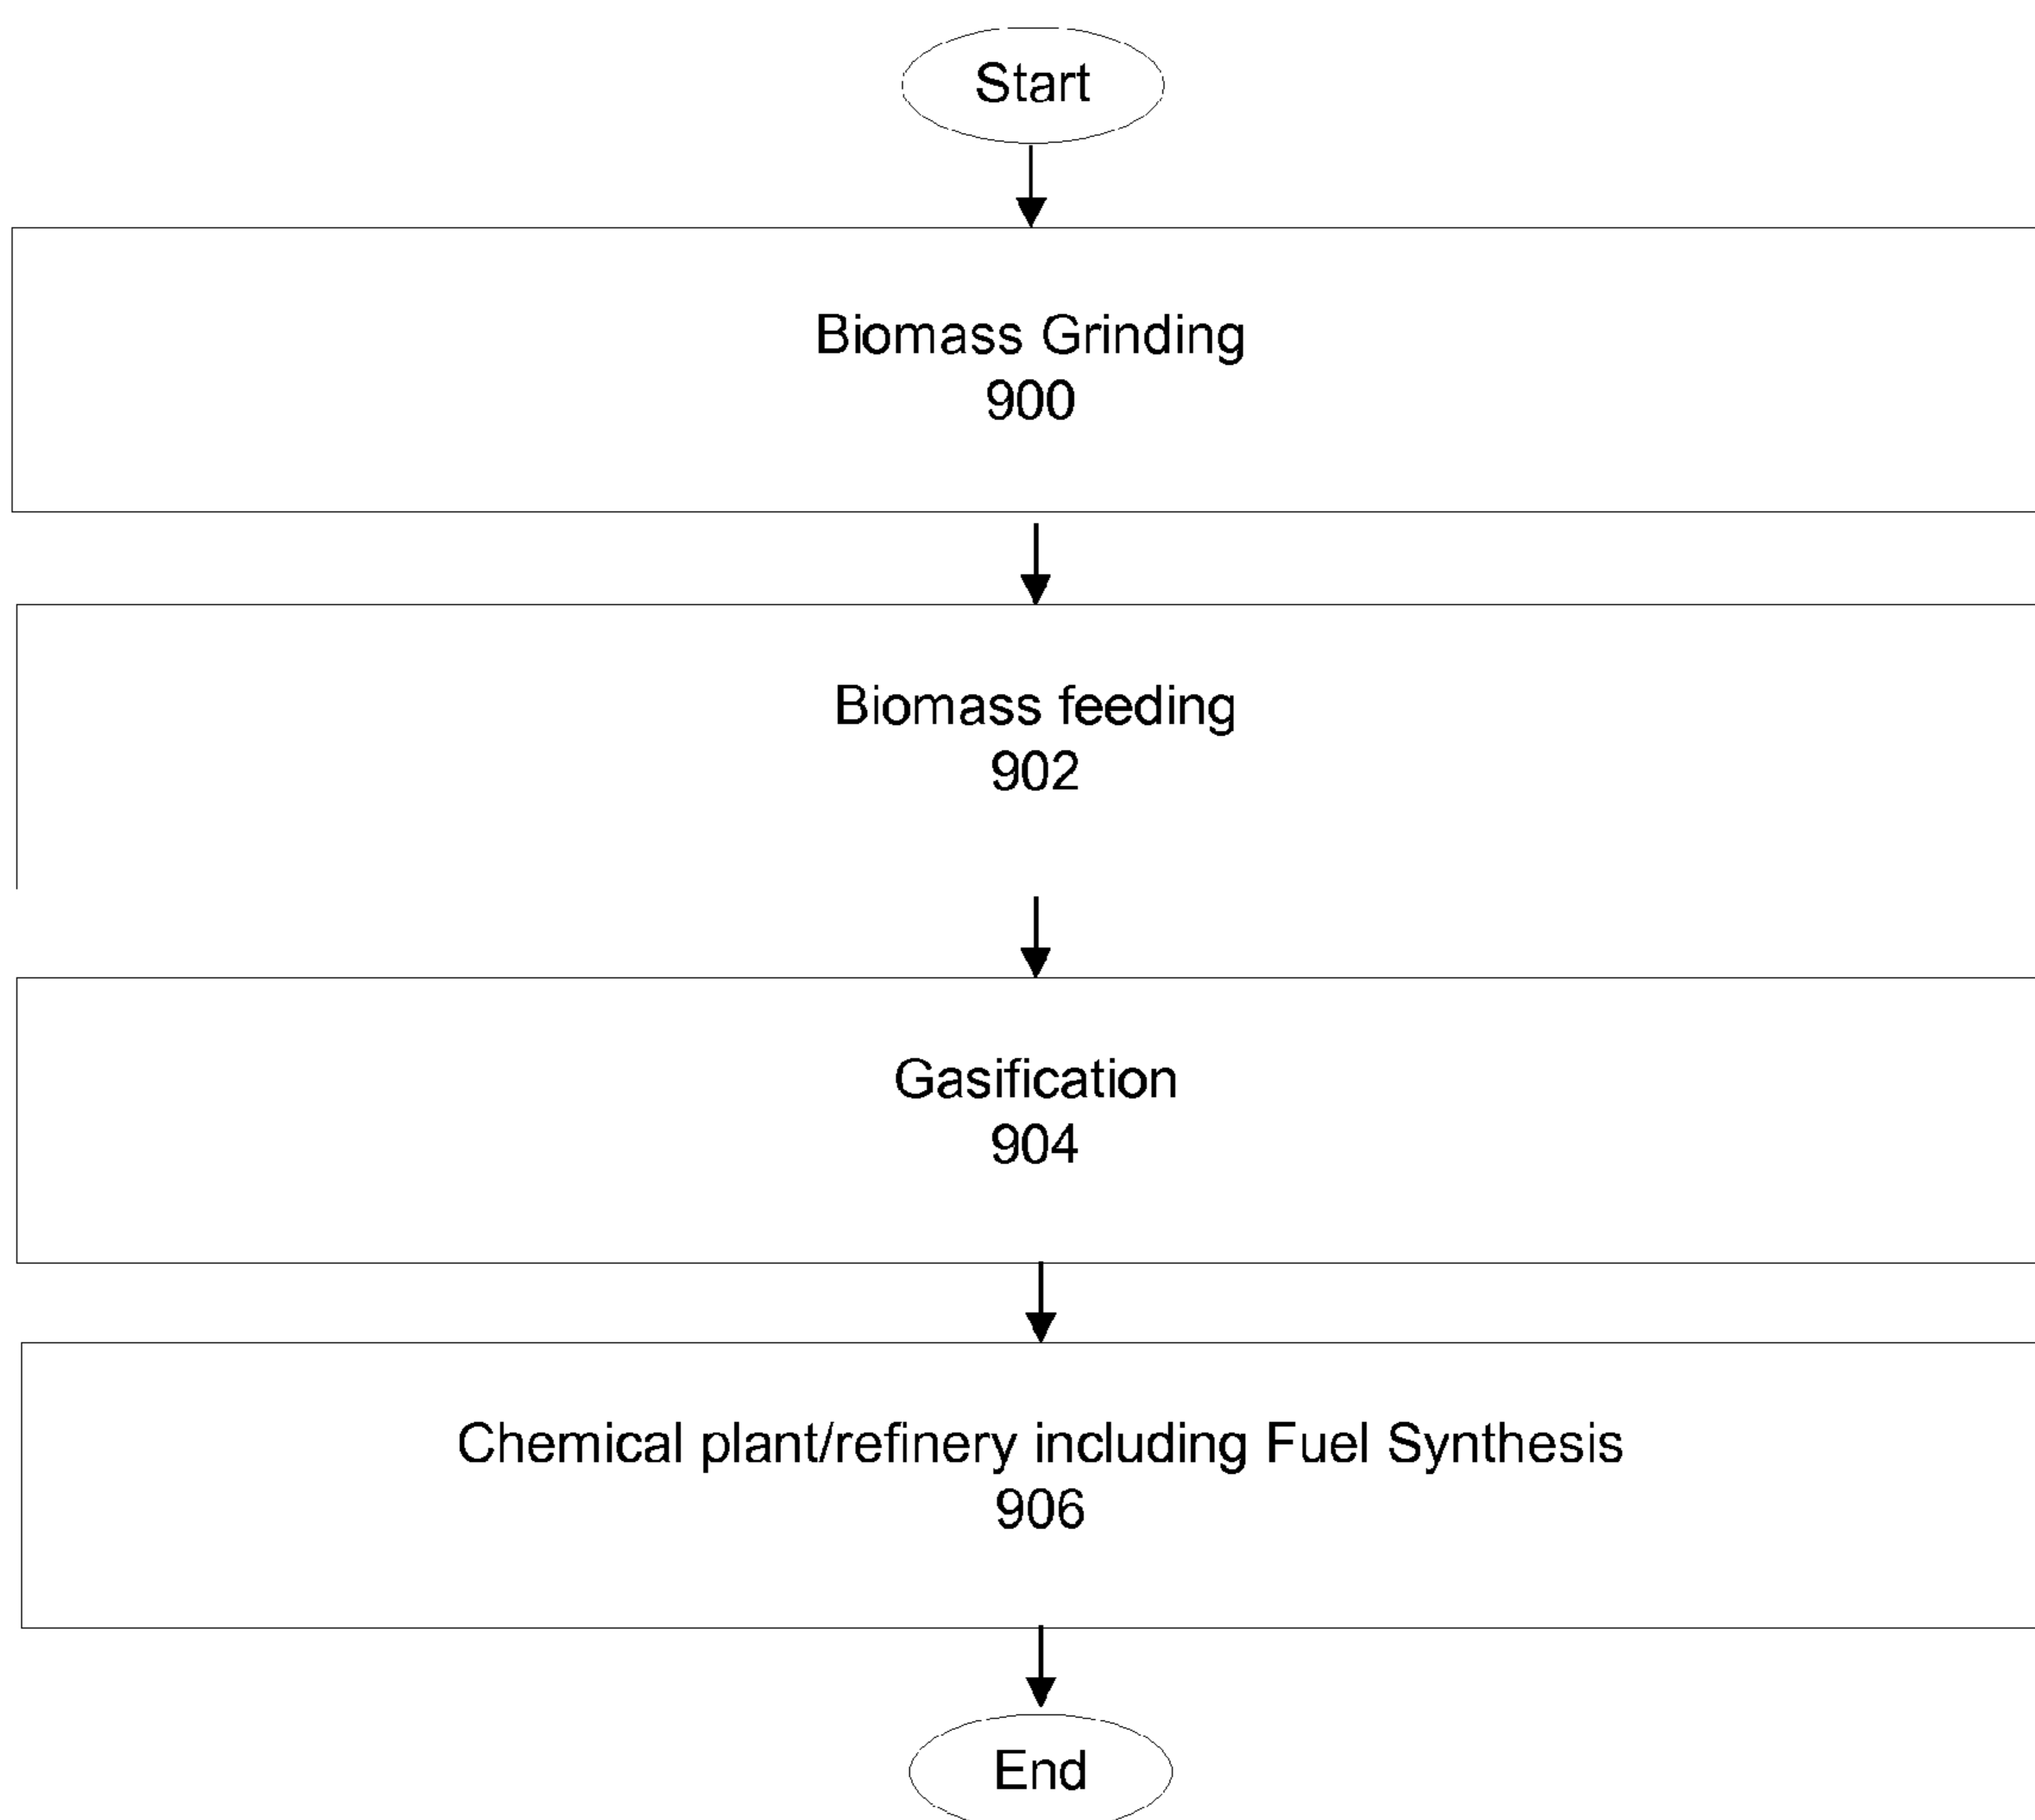 Start
Biomass Grinding
900
Biomass feeding
902
Gasification
904
Chemical plant/refinery including Fuel Synthesis
906
End